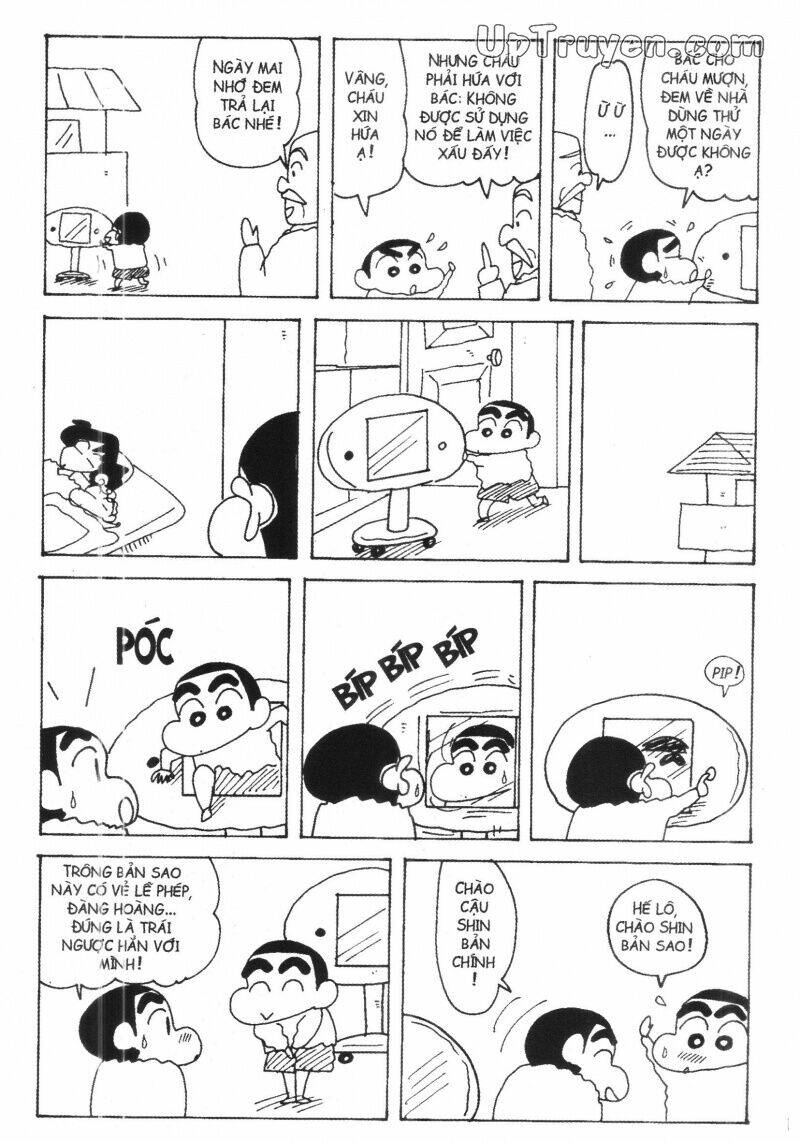 UpTruyen.com
BÁC CHO
CHÁU MƯỢN,
ĐEM VỀ NHÀ
DÙNG THỬ
MỘT NGÀY
ĐƯỢC KHÔNG
Ạ?
Ừ Ừ
...
NHƯNG CHÁU
PHẢI HỨA VỚI
BÁC: KHÔNG
ĐƯỢC SỬ DỤNG
NÓ ĐỂ LÀM VIỆC
XẤU ĐẤY!
VÂNG,
CHÁU
XIN
HỨA
Ạ!
NGÀY MAI
NHỚ ĐEM
TRẢ LẠI
BÁC NHÉ!
PIP!
BÍP BÍP BÍP
PÓC
HẾ LÔ,
CHÀO SHIN
BẢN SAO!
CHÀO
CẬU
SHIN
BẢN
CHÍNH
!
TRÔNG BẢN SAO
NÀY CÓ VẺ LỄ PHÉP,
ĐÀNG HOÀNG...
ĐÚNG LÀ TRÁI
NGƯỢC HẲN VỚI
MÌNH!